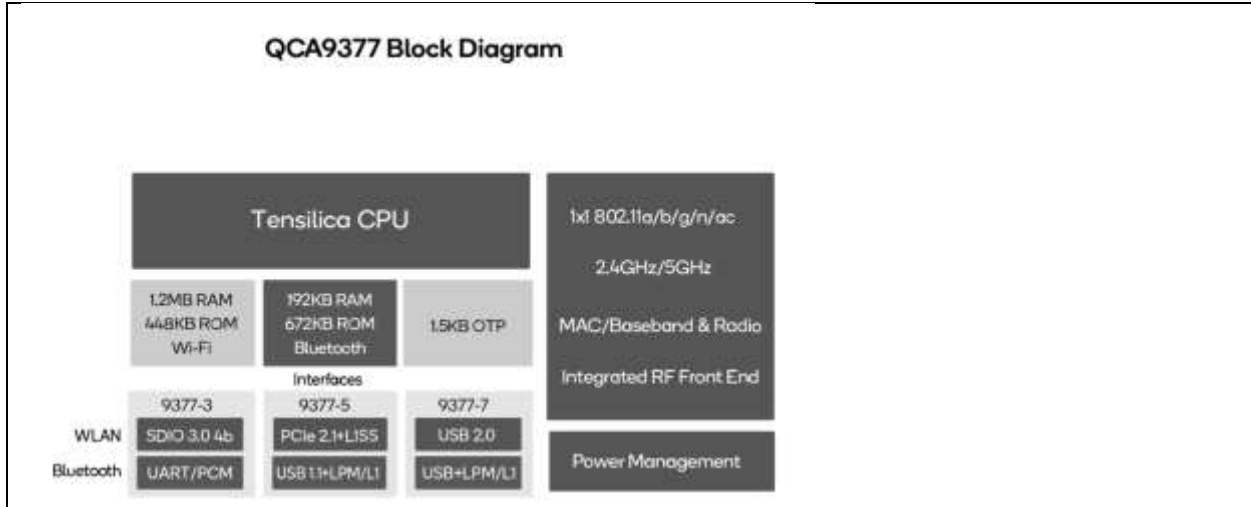 QCA9377 Block Diagram
Tensilica CPU
1.2MB RAM
448KB ROM
Wi-Fi
192KB RAM
672KB ROM
Bluetooth
1.5KB OTP
1x1 802.11a/b/g/n/ac
2.4GHz/5GHz
MAC/Baseband & Radio
Integrated RF Front End
Interfaces
9377-3
9377-5
9377-7
WLAN
SDIO 3.0 4b
PCIe 2.1+L1SS
USB 2.0
Bluetooth
UART/PCM
USB 1.1+LPM/L1
USB+LPM/L1
Power Management